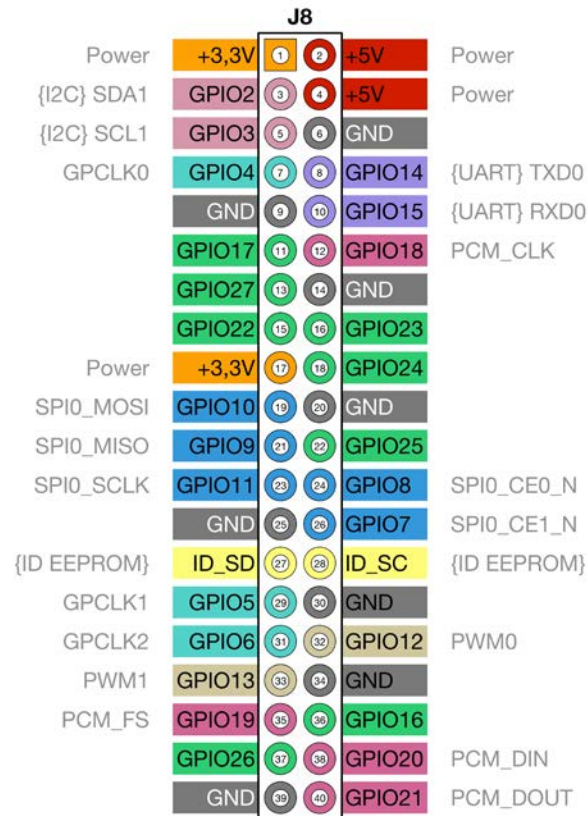 J8
Power +3,3V 1 2 +5V Power
{I2C} SDA1 GPIO2 3 4 +5V Power
{I2C} SCL1 GPIO3 5 6 GND
GPCLK0 GPIO4 7 8 GPIO14 {UART} TXD0
GND 9 10 GPIO15 {UART} RXD0
GPIO17 11 12 GPIO18 PCM_CLK
GPIO27 13 14 GND
GPIO22 15 16 GPIO23
Power +3,3V 17 18 GPIO24
SPI0_MOSI GPIO10 19 20 GND
SPI0_MISO GPIO9 21 22 GPIO25
SPI0_SCLK GPIO11 23 24 GPIO8 SPI0_CE0_N
GND 25 26 GPIO7 SPI0_CE1_N
{ID EEPROM} ID_SD 27 28 ID_SC {ID EEPROM}
GPCLK1 GPIO5 29 30 GND
GPCLK2 GPIO6 31 32 GPIO12 PWM0
PWM1 GPIO13 33 34 GND
PCM_FS GPIO19 35 36 GPIO16
GPIO26 37 38 GPIO20 PCM_DIN
GND 39 40 GPIO21 PCM_DOUT